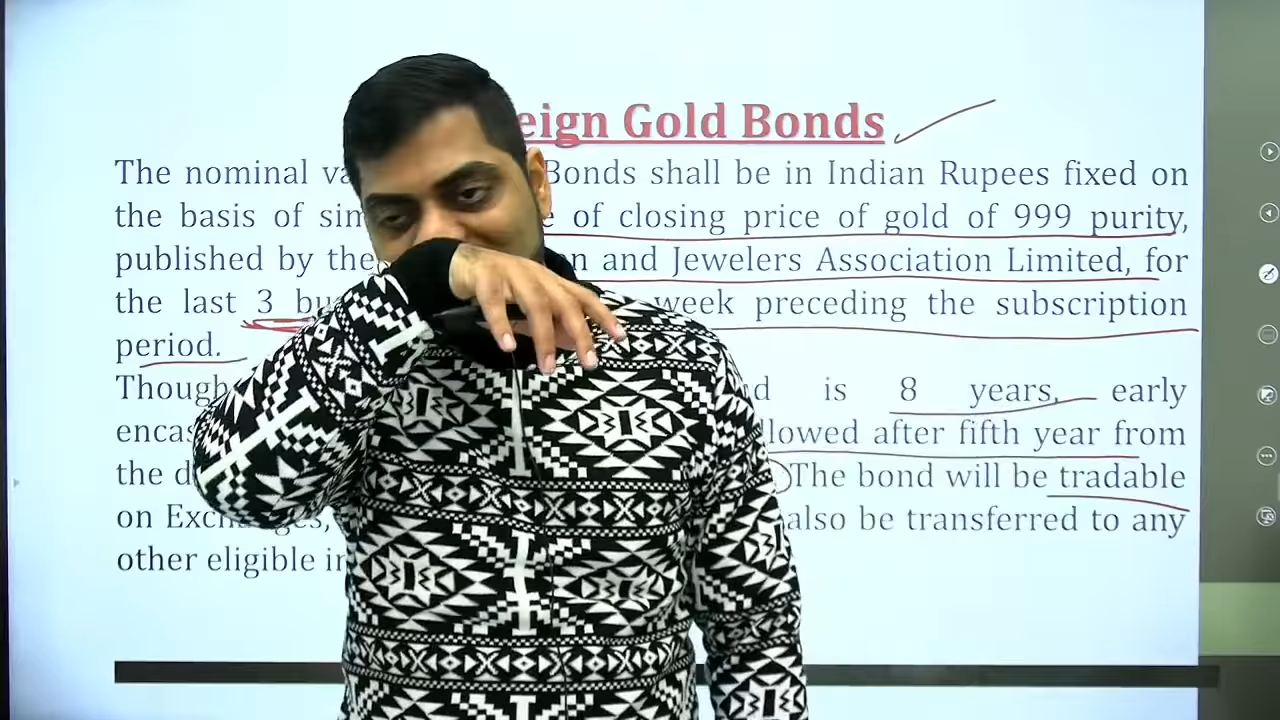 eign Gold Bonds
The nominal va Bonds shall be in Indian Rupees fixed on
the basis of sim e of closing price of gold of 999 purity,
published by the n and Jewelers Association Limited, for
the last 3 bu week preceding the subscription
period.
Though d is 8 years, early
encas llowed after fifth year from
the d The bond will be tradable
on Exchanges, also be transferred to any
other eligible in